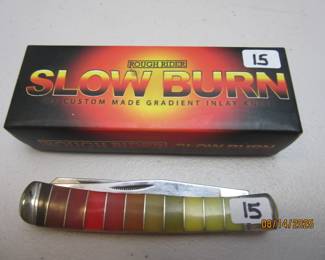 ROUGH RIDER
15
SLOW BURN
CUSTOM MADE GRADIENT INLAY
ROUGH RIDER
SLOW BURN
15
08/14/2025